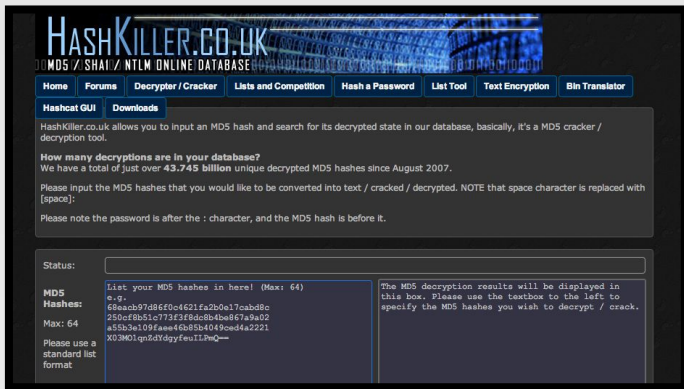 HASHKILLER.CO.UK
MD5 / SHA1 / NTLM ONLINE DATABASE
Home Forums Decrypter / Cracker Lists and Competition Hash a Password List Tool Text Encryption Bin Translator
Hashcat GUI Downloads
HashKiller.co.uk allows you to input an MD5 hash and search for its decrypted state in our database, basically, it's a MD5 cracker /
decryption tool.
How many decryptions are in your database?
We have a total of just over 43.745 billion unique decrypted MD5 hashes since August 2007.
Please input the MD5 hashes that you would like to be converted into text / cracked / decrypted. NOTE that space character is replaced with
[space]:
Please note the password is after the : character, and the MD5 hash is before it.
Status:
MD5
Hashes:
Max: 64
Please use a
standard list
format
List your MD5 hashes in here! (Max: 64)
e.g.
68eacb97d86f0c4621fa2b0e17cabd8c
250cf8b51c773f3f8dc8b4be867a9a02
a55b3e109faee46b85b4049ced4a2221
X03MO1qnZdYdgyfeuILPmQ==
The MD5 decryption results will be displayed in
this box. Please use the textbox to the left to
specify the MD5 hashes you wish to decrypt / crack.